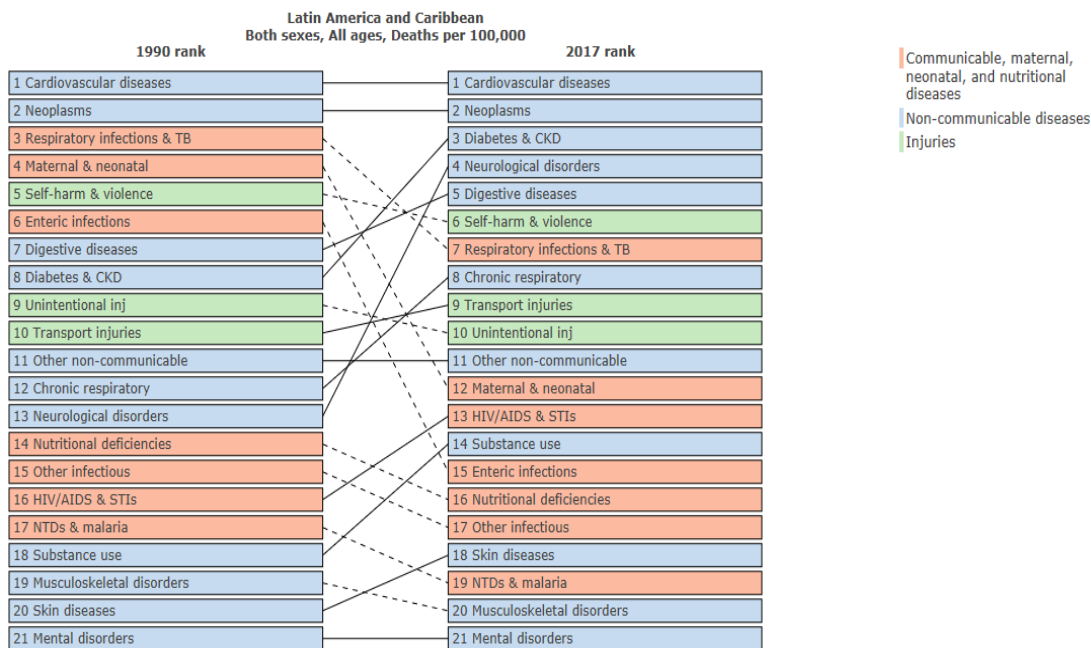 Latin America and Caribbean
Both sexes, All ages, Deaths per 100,000
1990 rank
2017 rank
1 Cardiovascular diseases
2 Neoplasms
3 Respiratory infections & TB
4 Maternal & neonatal
5 Self-harm & violence
6 Enteric infections
7 Digestive diseases
8 Diabetes & CKD
9 Unintentional inj
10 Transport injuries
11 Other non-communicable
12 Chronic respiratory
13 Neurological disorders
14 Nutritional deficiencies
15 Other infectious
16 HIV/AIDS & STIs
17 NTDs & malaria
18 Substance use
19 Musculoskeletal disorders
20 Skin diseases
21 Mental disorders
1 Cardiovascular diseases
2 Neoplasms
3 Diabetes & CKD
4 Neurological disorders
5 Digestive diseases
6 Self-harm & violence
7 Respiratory infections & TB
8 Chronic respiratory
9 Transport injuries
10 Unintentional inj
11 Other non-communicable
12 Maternal & neonatal
13 HIV/AIDS & STIs
14 Substance use
15 Enteric infections
16 Nutritional deficiencies
17 Other infectious
18 Skin diseases
19 NTDs & malaria
20 Musculoskeletal disorders
21 Mental disorders
Communicable, maternal,
neonatal, and nutritional
diseases
Non-communicable diseases
Injuries